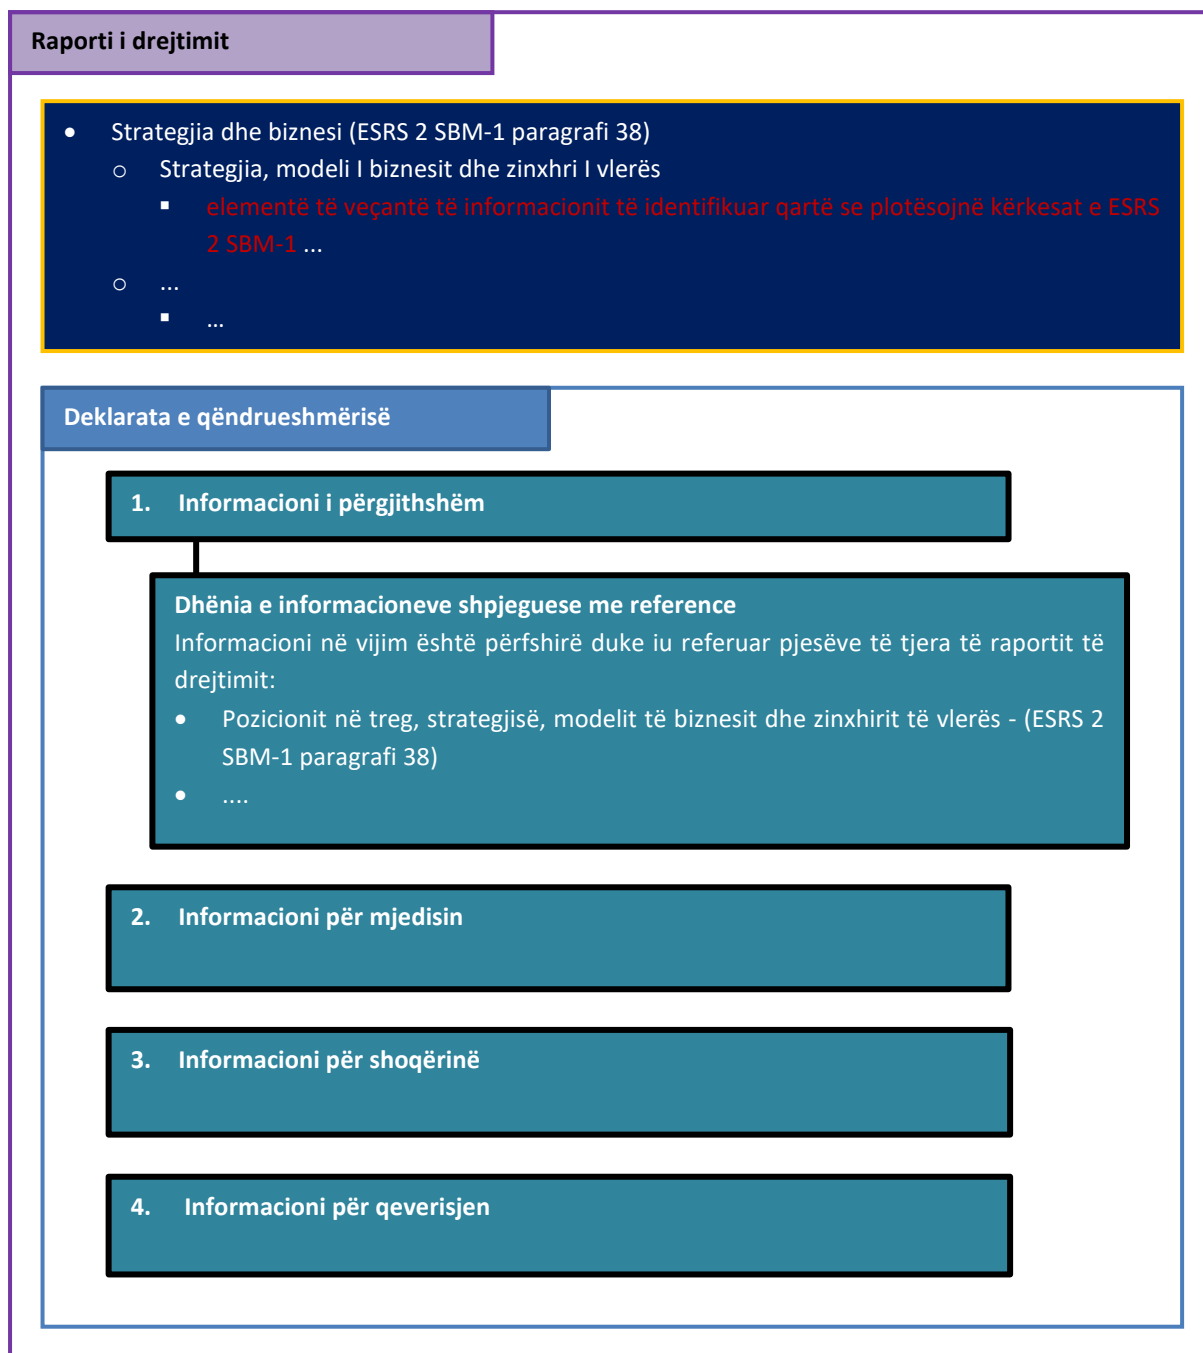 Raporti i drejtimit
• Strategjia dhe biznesi (ESRS 2 SBM-1 paragrafi 38)
o Strategjia, modeli I biznesit dhe zinxhri I vlerës
▪ elementë të veçantë të informacionit të identifikuar qartë se plotësojnë kërkesat e ESRS
2 SBM-1 ...
o ...
▪ ...
Deklarata e qëndrueshmërisë
1. Informacioni i përgjithshëm
Dhënia e informacioneve shpjeguese me reference
Informacioni në vijim është përfshirë duke iu referuar pjesëve të tjera të raportit të
drejtimit:
• Pozicionit në treg, strategjisë, modelit të biznesit dhe zinxhirit të vlerës - (ESRS 2
SBM-1 paragrafi 38)
• ....
2. Informacioni për mjedisin
3. Informacioni për shoqërinë
4. Informacioni për qeverisjen